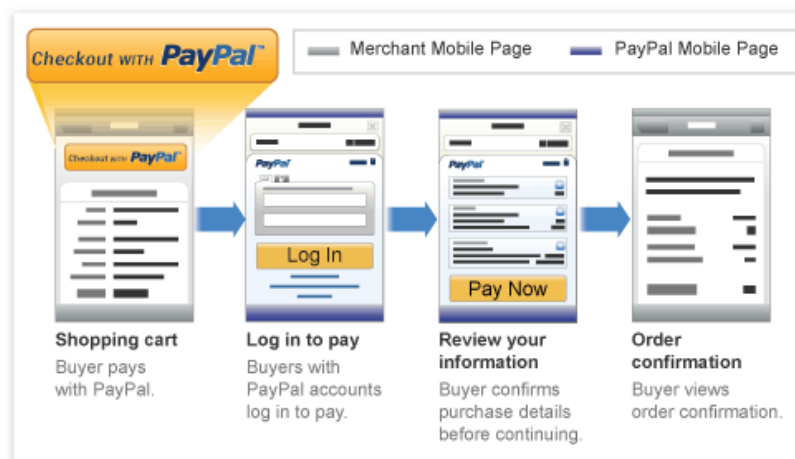 Checkout WITH PayPal™
Merchant Mobile Page
PayPal Mobile Page
Checkout WITH PayPal
PayPal
Log In
PayPal
Pay Now
Shopping cart
Buyer pays
with PayPal.
Log in to pay
Buyers with
PayPal accounts
log in to pay.
Review your
information
Buyer confirms
purchase details
before continuing.
Order
confirmation
Buyer views
order confirmation.